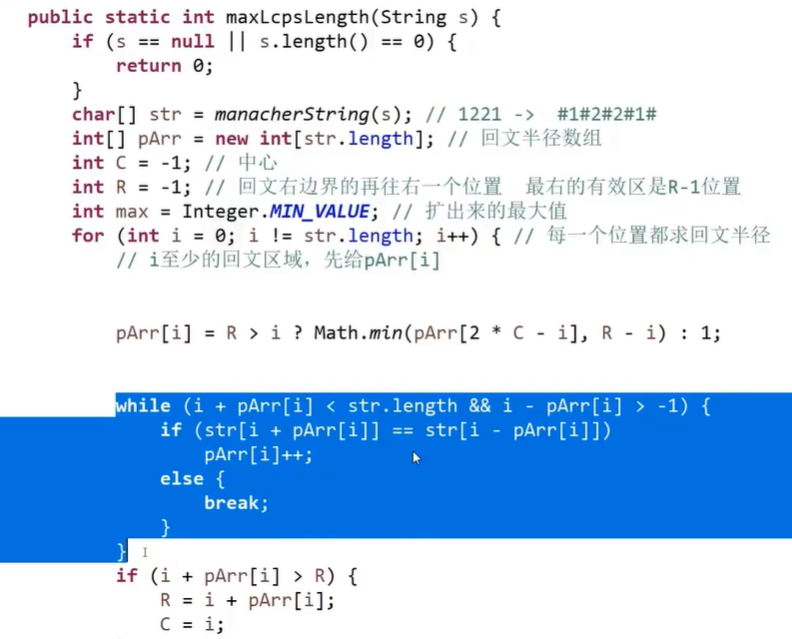 public static int maxLcpsLength(String s) {
if (s == null || s.length() == 0) {
return 0;
}
char[] str = manacherString(s); // 1221 -> #1#2#2#1#
int[] pArr = new int[str.length]; // 回文半径数组
int C = -1; // 中心
int R = -1; // 回文右边界的再往右一个位置 最右的有效区是R-1位置
int max = Integer.MIN_VALUE; // 扩出来的最大值
for (int i = 0; i != str.length; i++) { // 每一个位置都求回文半径
// i至少的回文区域，先给pArr[i]
pArr[i] = R > i ? Math.min(pArr[2 * C - i], R - i) : 1;
while (i + pArr[i] < str.length && i - pArr[i] > -1) {
if (str[i + pArr[i]] == str[i - pArr[i]])
pArr[i]++;
else {
break;
}
}
if (i + pArr[i] > R) {
R = i + pArr[i];
C = i;